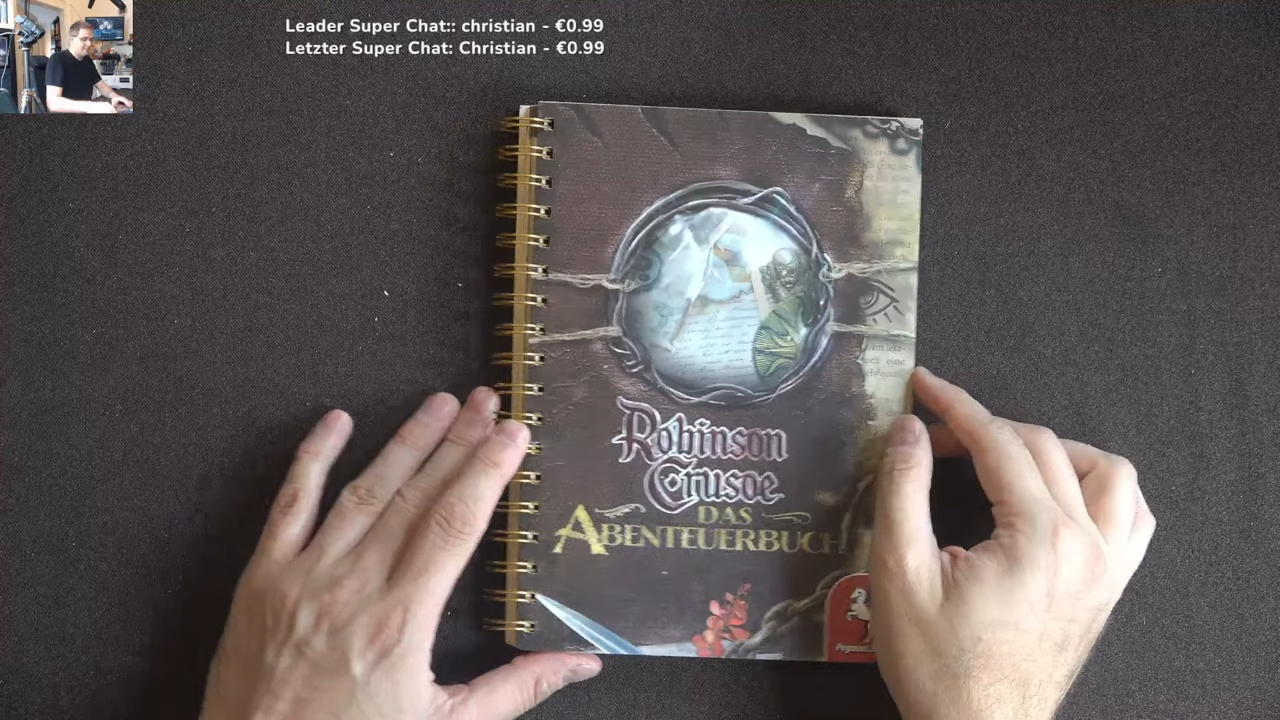 Leader Super Chat:: christian - €0.99
Letzter Super Chat: Christian - €0.99
Robinson
Crusoe
DAS
ABENTEUERBUCH